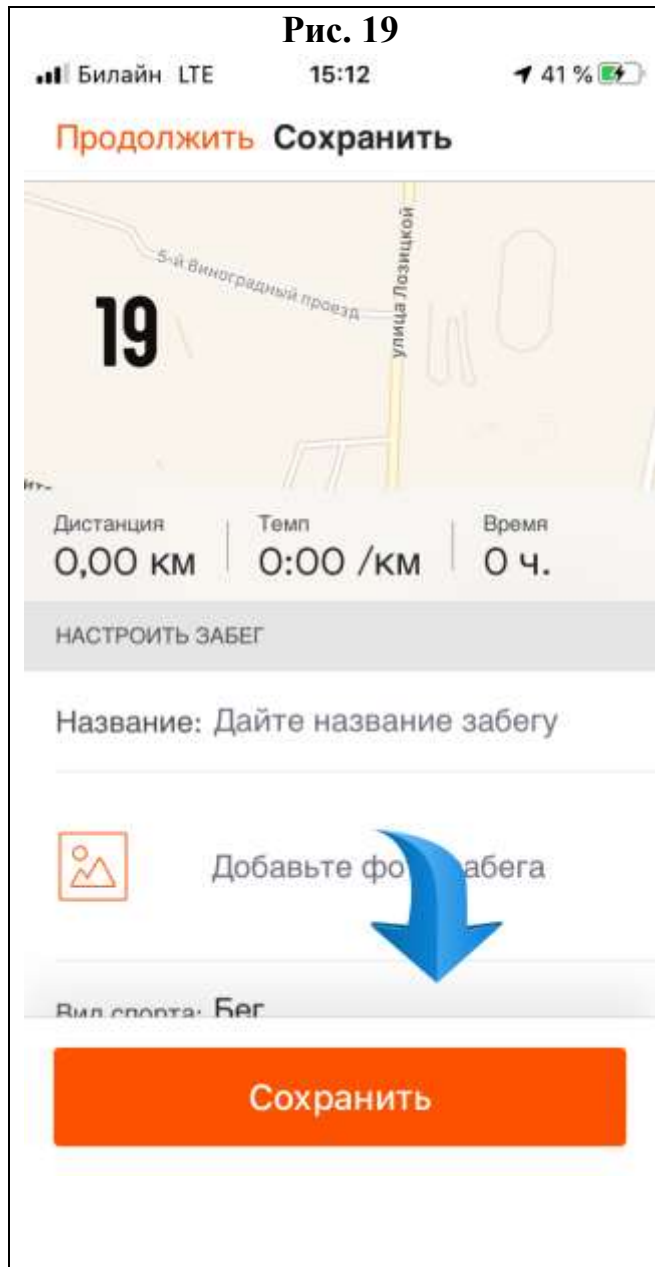 Рис. 19
Билайн LTE 15:12 41 %
Продолжить Сохранить
5-й Виноградный проезд
улица Лозицкой
19
Дистанция Темп Время
0,00 км 0:00 /км 0 ч.
НАСТРОИТЬ ЗАБЕГ
Название: Дайте название забегу
Добавьте фо абега
Вид спорта: Бег
Сохранить